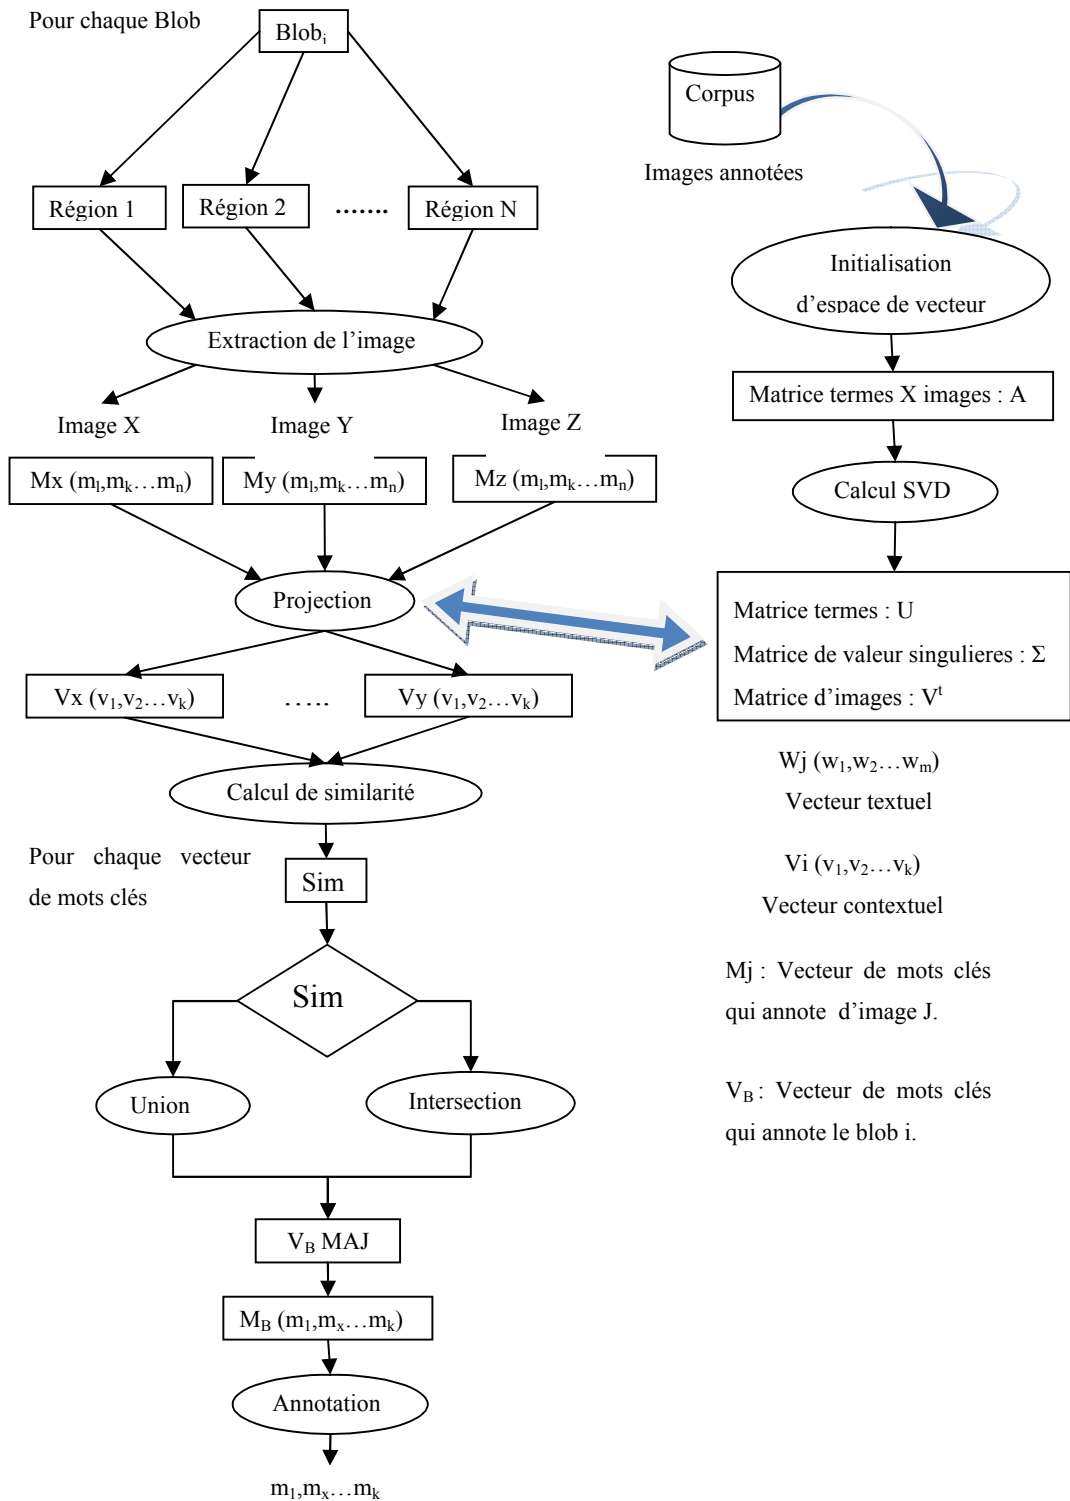 Pour chaque Blob
Blobi
Corpus
Images annotées
Région 1
Région 2
.......
Région N
Initialisation
d’espace de vecteur
Extraction de l’image
Matrice termes X images : A
Image X
Image Y
Image Z
Mx (ml,mk…mn)
My (ml,mk…mn)
Mz (ml,mk…mn)
Calcul SVD
Projection
Matrice termes : U
Matrice de valeur singulieres : Σ
Matrice d’images : Vt
Vx (v1,v2…vk)
…..
Vy (v1,v2…vk)
Calcul de similarité
Wj (w1,w2…wm)
Vecteur textuel
Pour chaque vecteur
de mots clés
Sim
Vi (v1,v2…vk)
Vecteur contextuel
Sim
Mj : Vecteur de mots clés
qui annote d’image J.
Union
Intersection
VB : Vecteur de mots clés
qui annote le blob i.
VB MAJ
MB (m1,mx…mk)
Annotation
m1,mx…mk